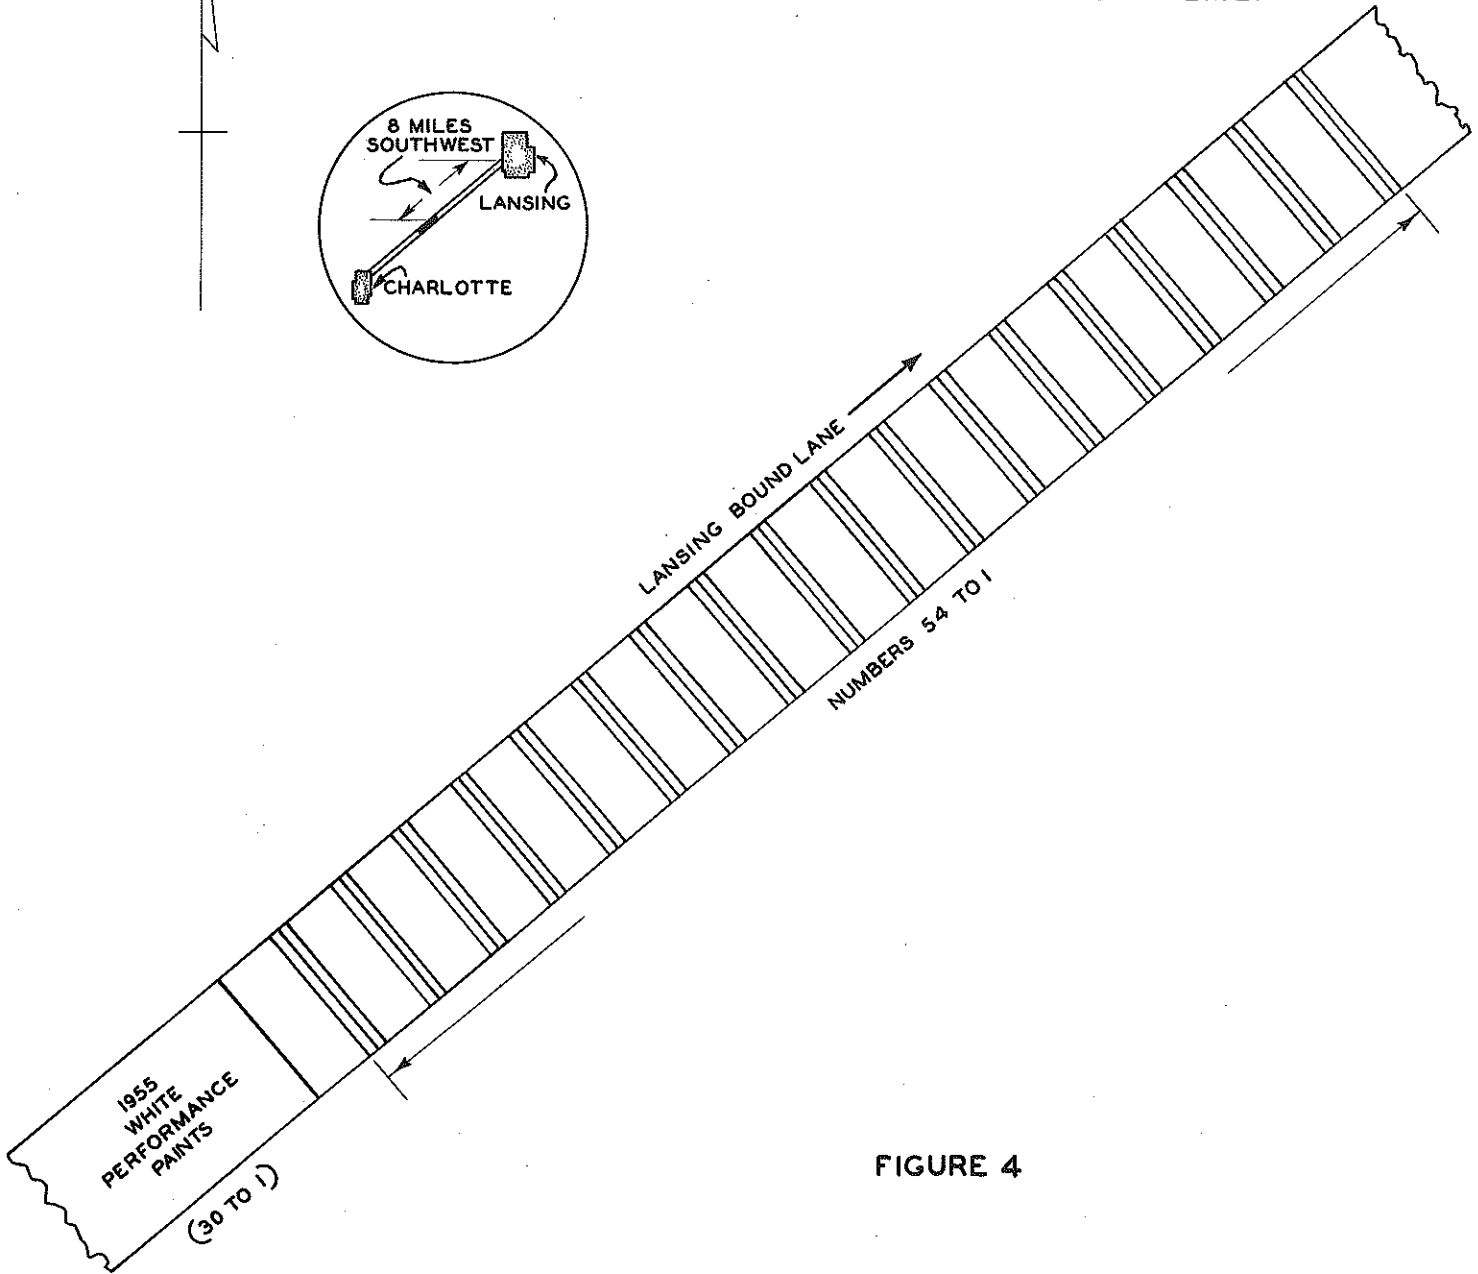 8 MILES
SOUTHWEST
LANSING
CHARLOTTE
LANSING BOUND LANE
NUMBERS 54 TO 1
1955
WHITE
PERFORMANCE
PAINTS
(30 TO 1)
FIGURE 4